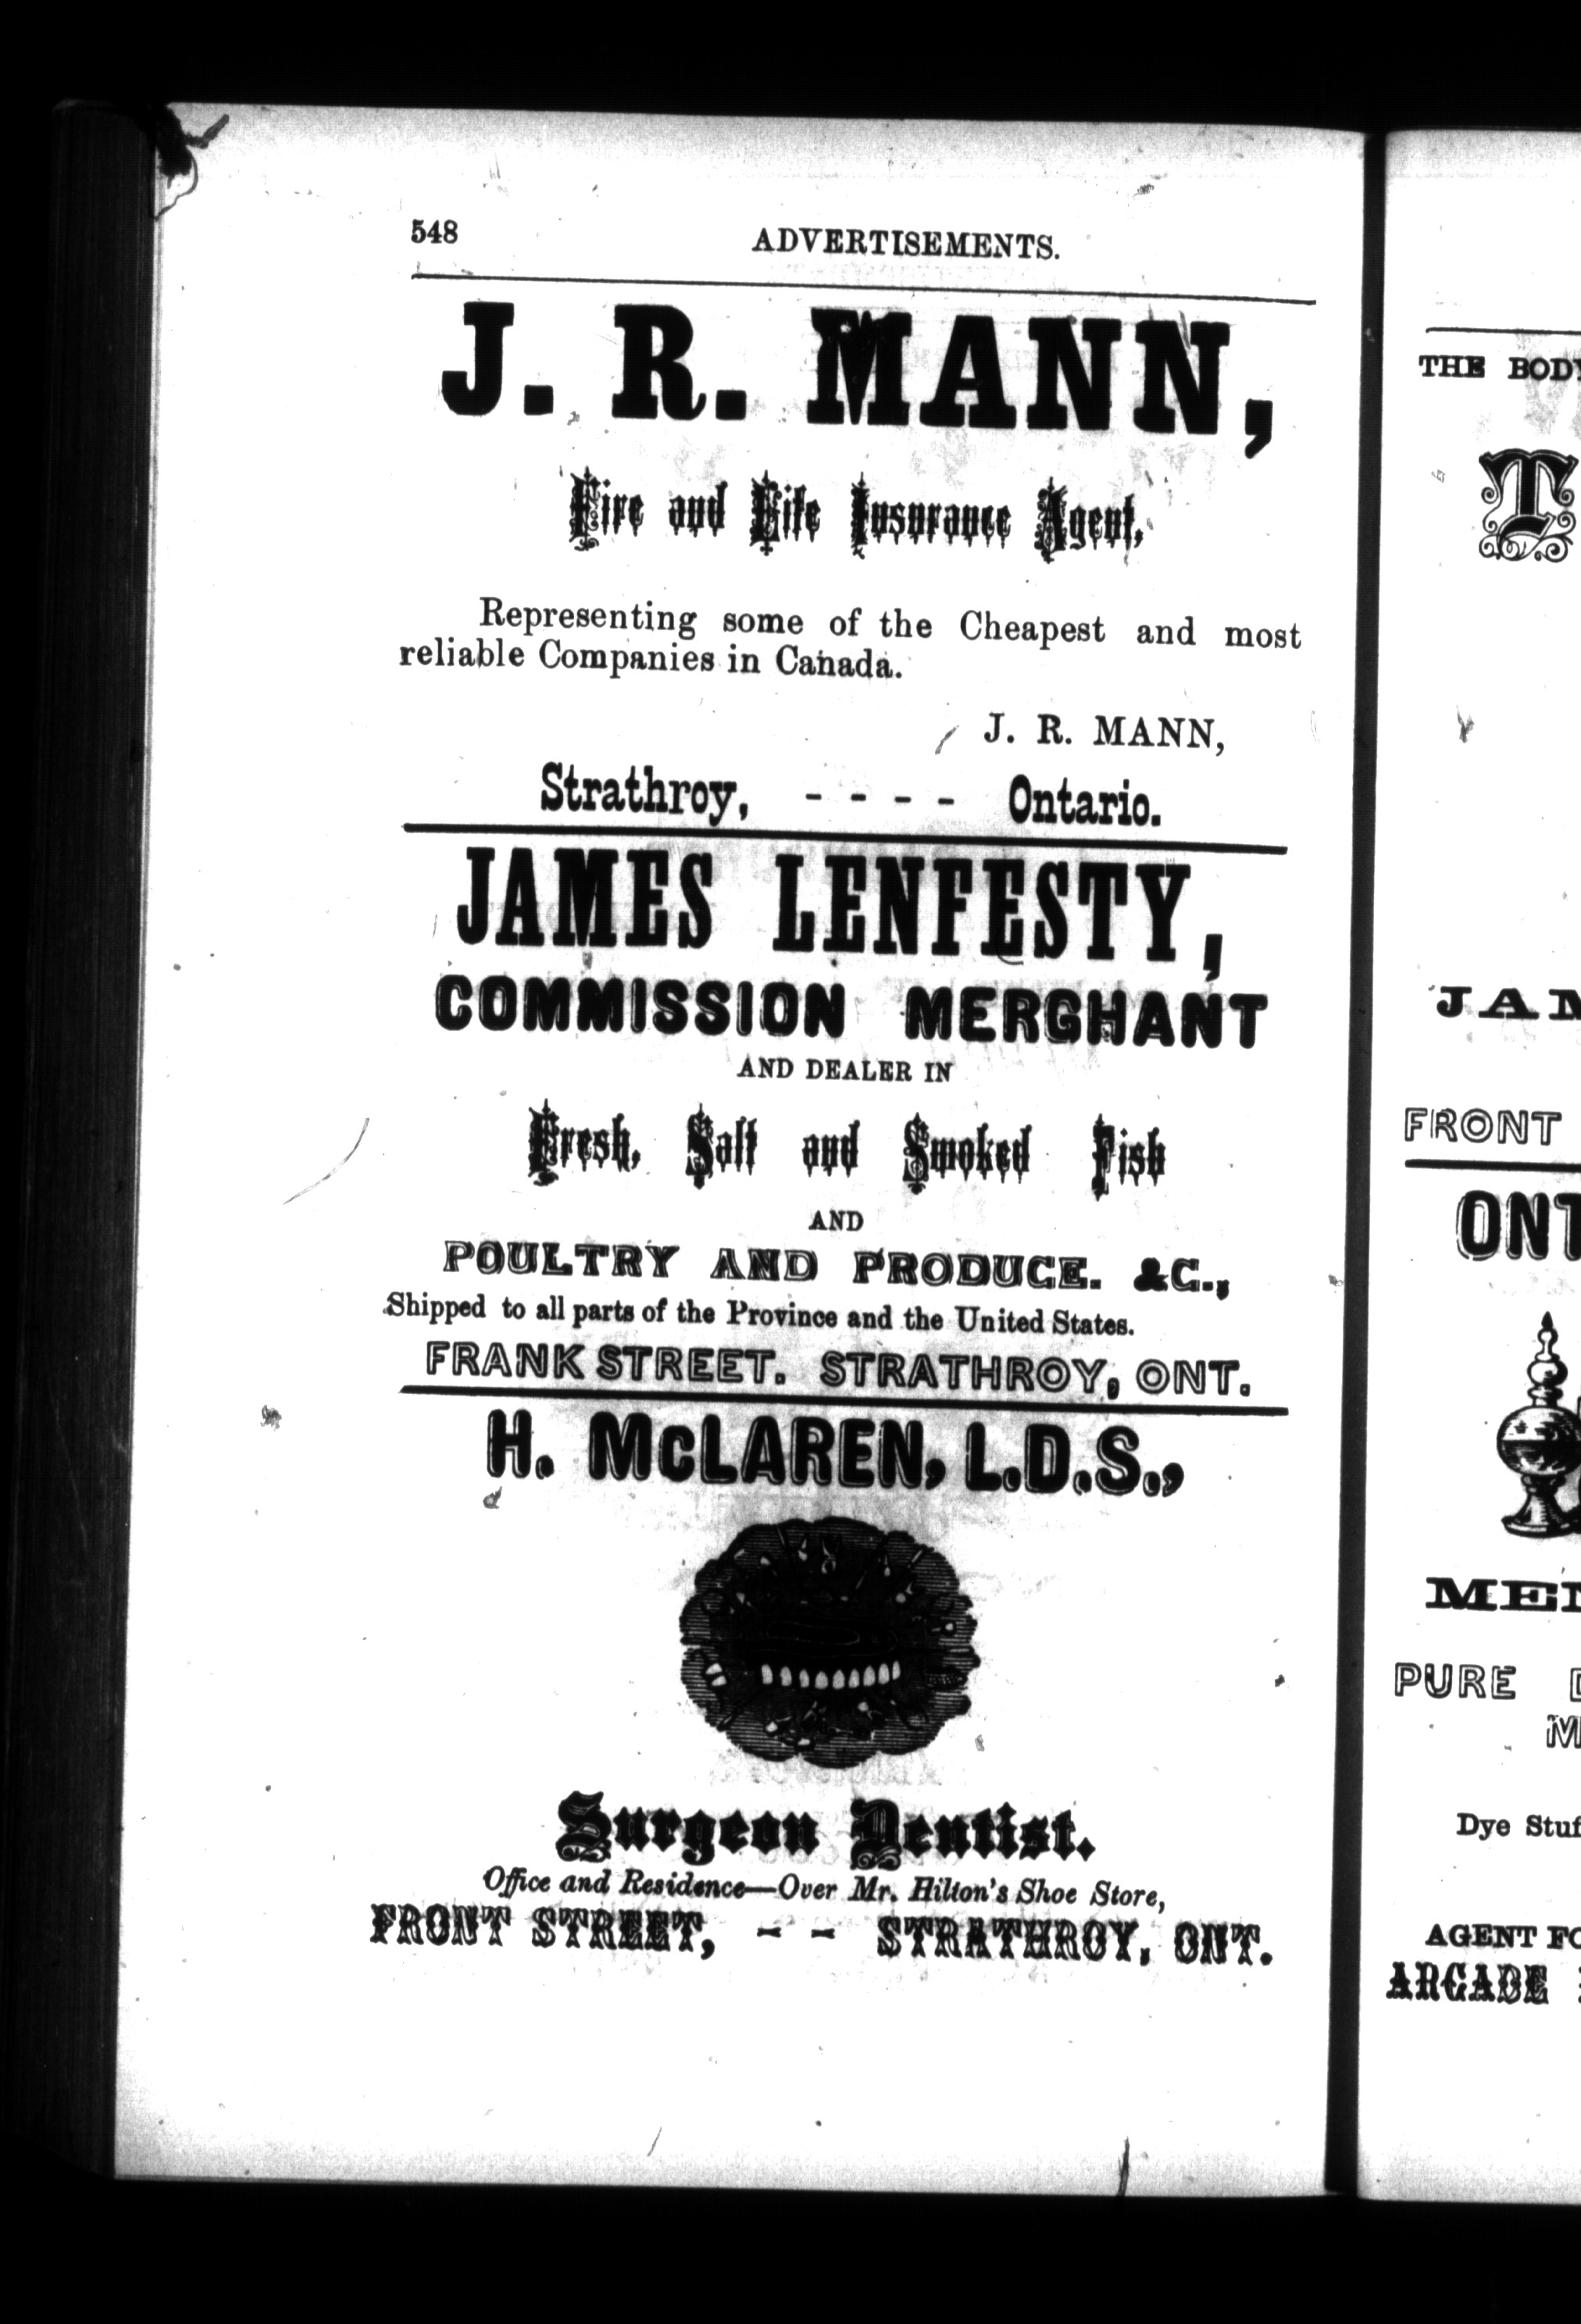 548
ADVERTISEMENTS.
J. R. MANN,
Fire and Life Insurance Agent,
Representing some of the Cheapest and most
reliable Companies in Canada.
J. R. MANN,
Strathroy, - - - - Ontario.
JAMES LENFESTY,
COMMISSION MERCHANT
AND DEALER IN
Fresh, Salt and Smoked Fish
AND
POULTRY AND PRODUCE. &C.,
Shipped to all parts of the Province and the United States.
FRANK STREET. STRATHROY, ONT.
H. McLAREN, L.D.S.,
Surgeon Dentist.
Office and Residence—Over Mr. Hilton's Shoe Store,
FRONT STREET, - - STRATHROY, ONT.
THE BODY
T
JAM
FRONT
ONT
MEN
PURE D
M
Dye Stuf
AGENT FO
ARCADE